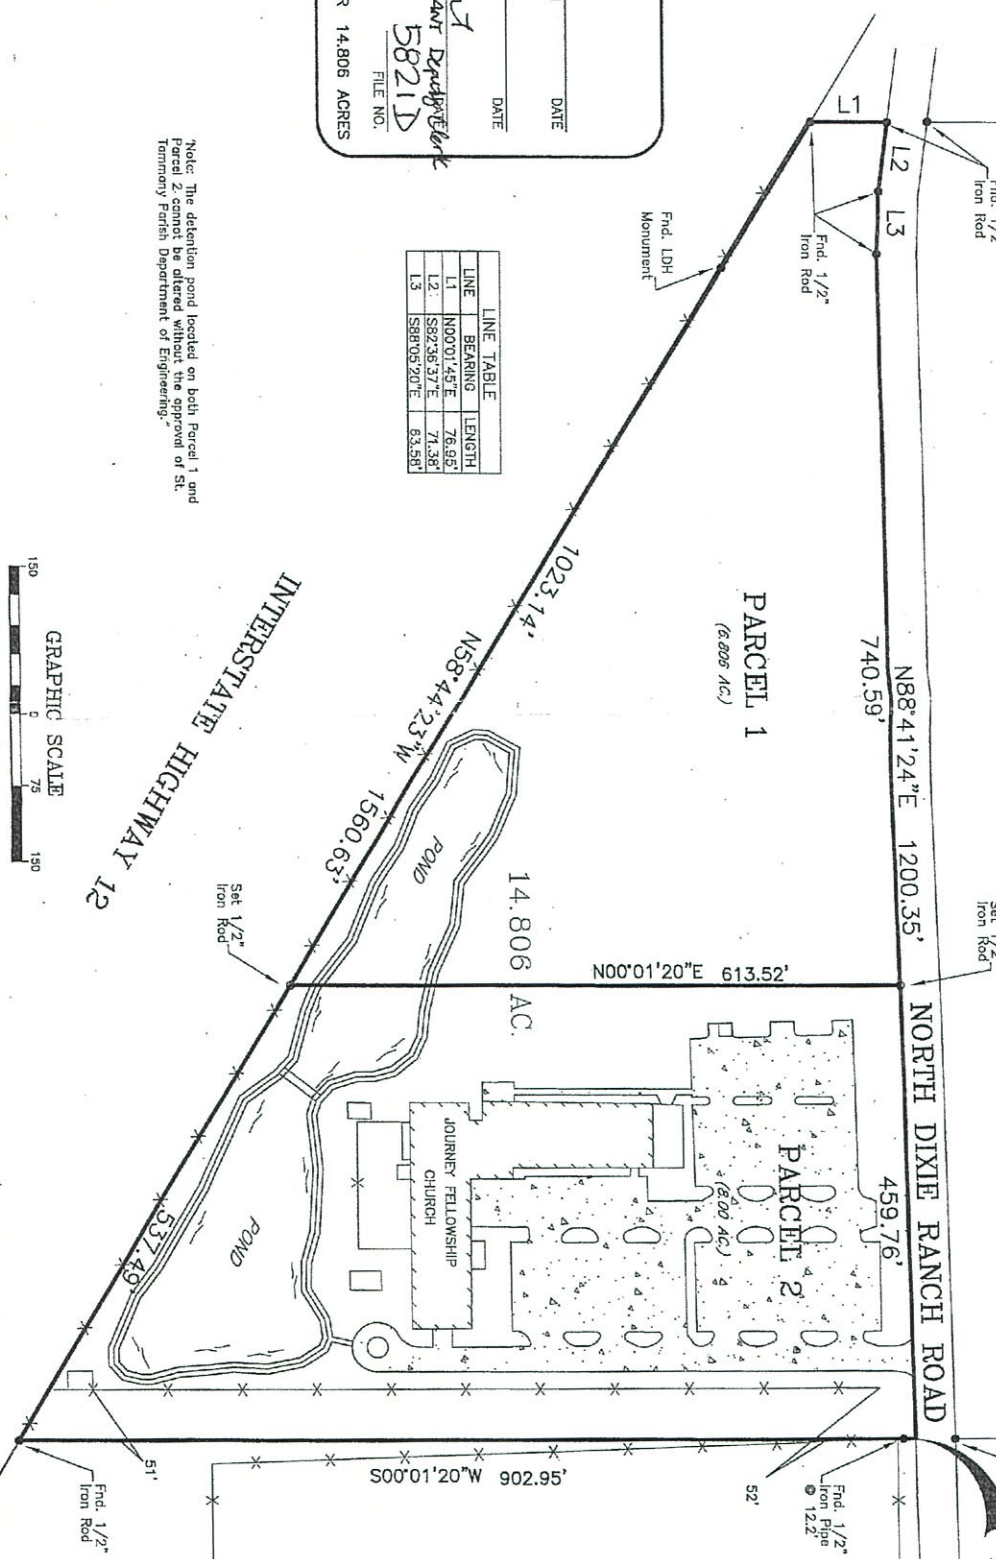 DATE
DATE
5821D
FILE NO.
R 14.806 ACRES
L1
L2
L3
Iron Rod
Fnd. 1/2"
Iron Rod
Fnd. LDH
Monument
LINE TABLE
LINE BEARING LENGTH
L1 N00°01'45"E 76.95'
L2 S82°36'37"E 71.38'
L3 S88°05'20"E 63.58'
"Note: The detention pond located on both Parcel 1 and
Parcel 2 cannot be altered without the approval of St.
Tammany Parish Department of Engineering."
PARCEL 1
(6.806 AC.)
740.59'
N88°41'24"E 1200.35'
1023.14'
N58°44'23"W 1560.63'
INTERSTATE HIGHWAY 12
GRAPHIC SCALE
150 0 75 150
POND
14.806 AC.
Set 1/2"
Iron Rod
Set 1/2"
Iron Rod
N00°01'20"E 613.52'
NORTH DIXIE RANCH ROAD
459.76'
PARCEL 2
(8.00 AC.)
JOURNEY FELLOWSHIP
CHURCH
POND
537.49'
51'
52'
S00°01'20"W 902.95'
Fnd. 1/2"
Iron Pipe
@ 12.2'
Fnd. 1/2"
Iron Rod